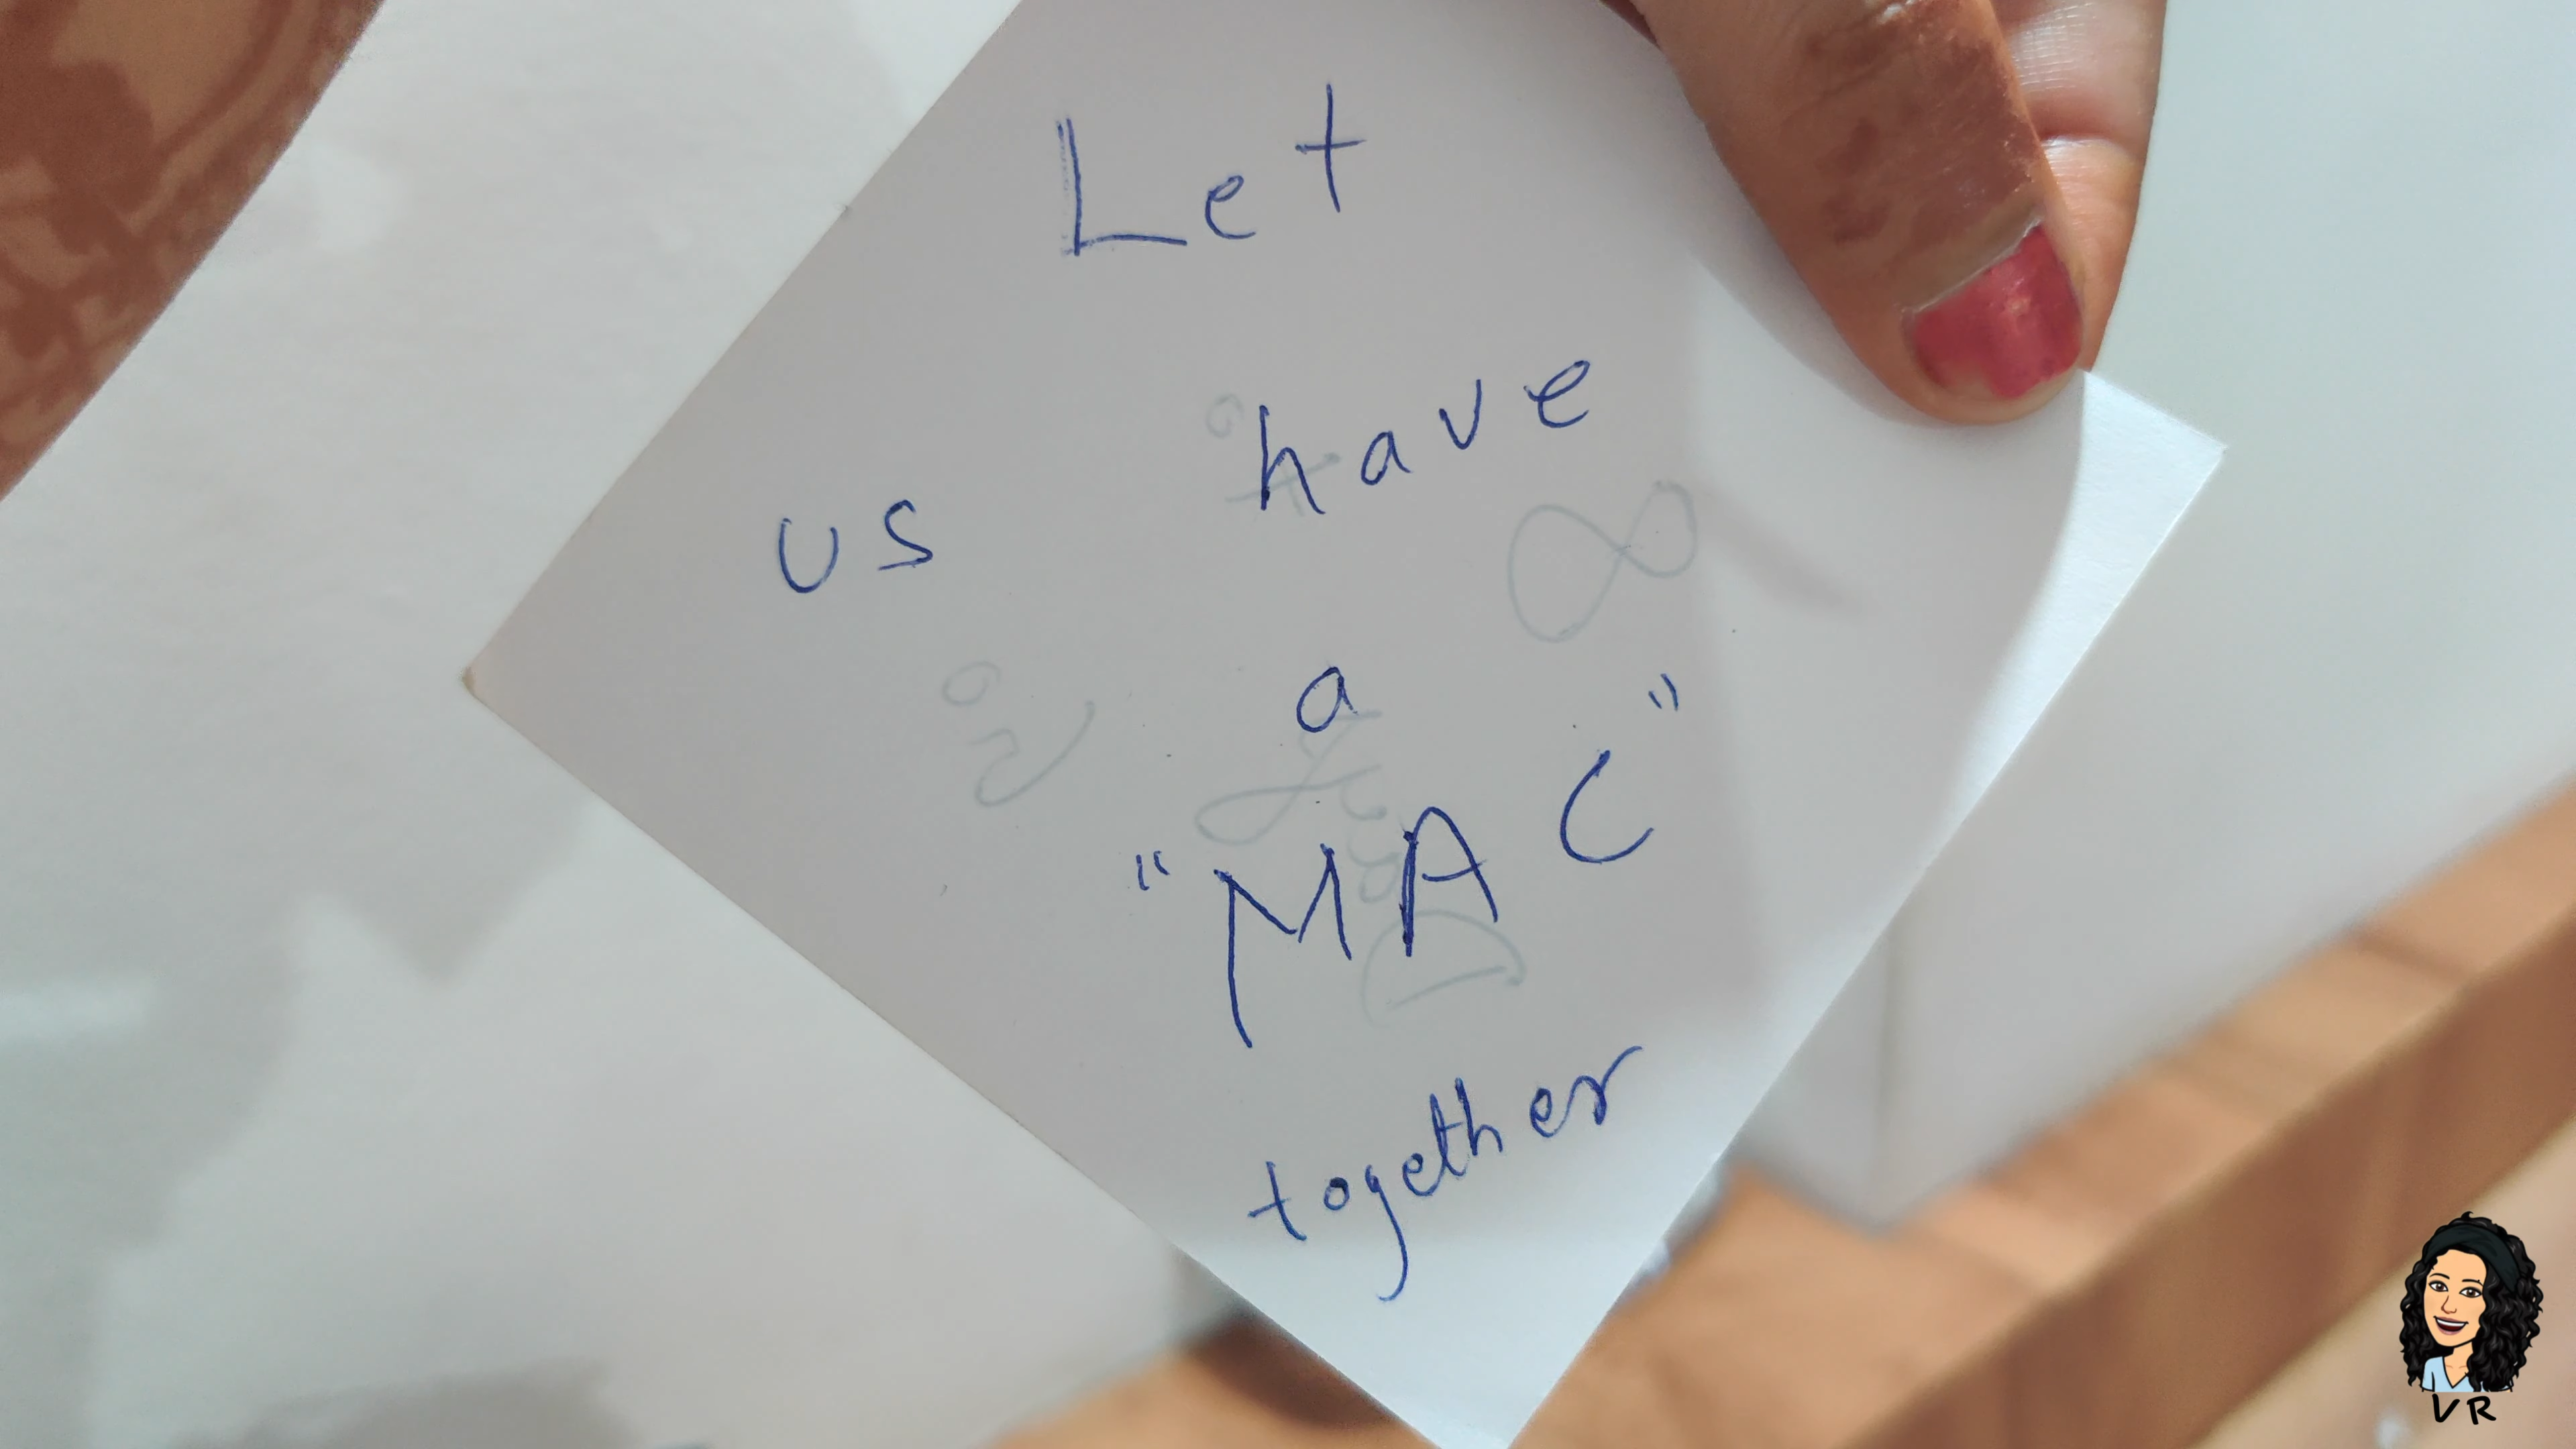 Let
us have
a
"MAC"
together
VR